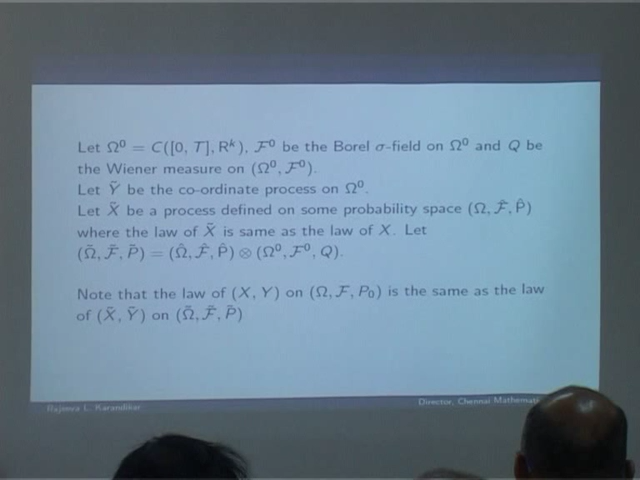 Let Ω⁰ = C([0, T], Rᵏ), 𝓕⁰ be the Borel σ-field on Ω⁰ and Q be
the Wiener measure on (Ω⁰, 𝓕⁰).
Let Ỹ be the co-ordinate process on Ω⁰.
Let X̃ be a process defined on some probability space (Ω, 𝓕̂, P̂)
where the law of X̃ is same as the law of X. Let
(Ω̃, 𝓕̃, P̃) = (Ω̂, 𝓕̂, P̂) ⊗ (Ω⁰, 𝓕⁰, Q).
Note that the law of (X, Y) on (Ω, 𝓕, P₀) is the same as the law
of (X̃, Ỹ) on (Ω̃, 𝓕̃, P̃)
Rajeeva L. Karandikar
Director, Chennai Mathemati